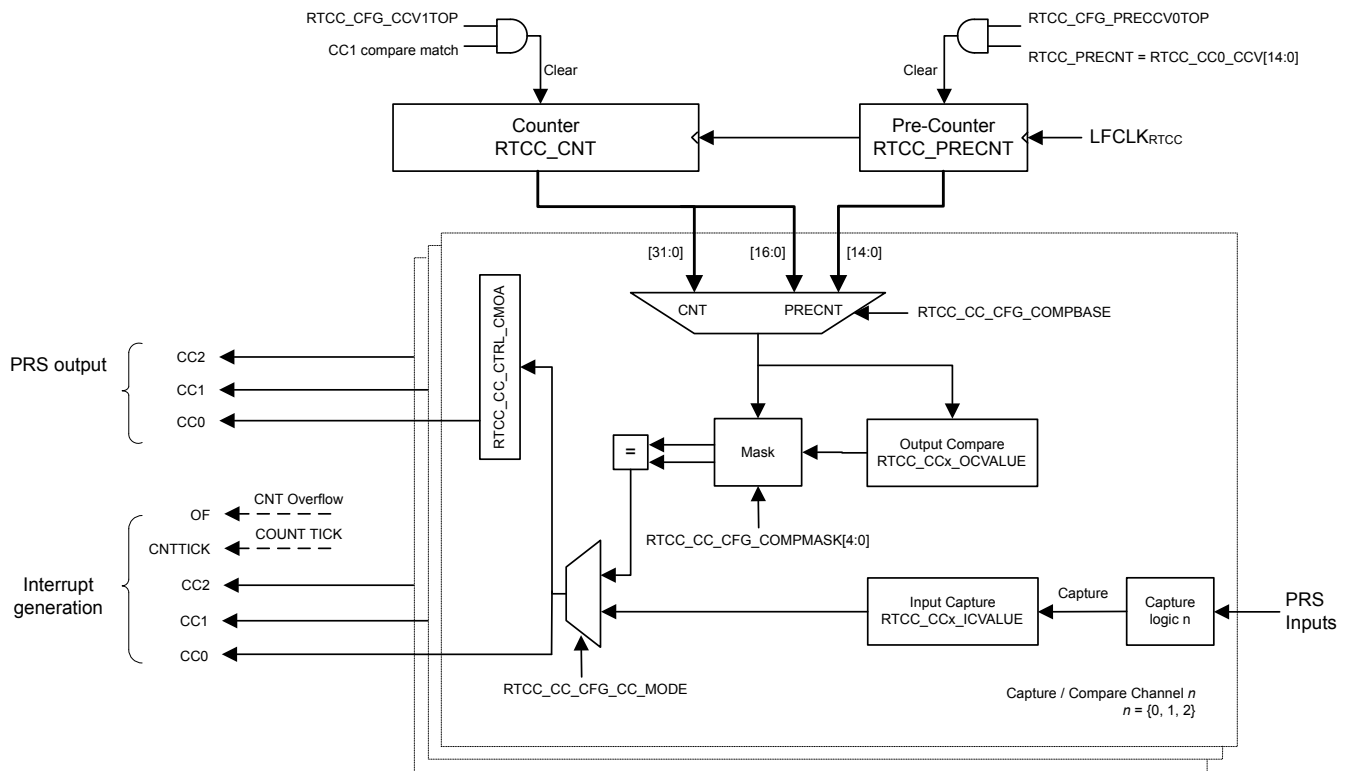 RTCC_CFG_CCV1TOP
CC1 compare match
Clear
RTCC_CFG_PRECCV0TOP
RTCC_PRECNT = RTCC_CC0_CCV[14:0]
Clear
Counter
RTCC_CNT
Pre-Counter
RTCC_PRECNT
LFCLKRTCC
[31:0]
[16:0]
[14:0]
CNT
PRECNT
RTCC_CC_CFG_COMPBASE
RTCC_CC_CTRL_CMOA
PRS output
CC2
CC1
CC0
=
Mask
Output Compare
RTCC_CCx_OCVALUE
RTCC_CC_CFG_COMPMASK[4:0]
Interrupt
generation
OF
CNT Overflow
CNTTICK
COUNT TICK
CC2
CC1
CC0
Input Capture
RTCC_CCx_ICVALUE
Capture
Capture
logic n
PRS
Inputs
RTCC_CC_CFG_CC_MODE
Capture / Compare Channel n
n = {0, 1, 2}